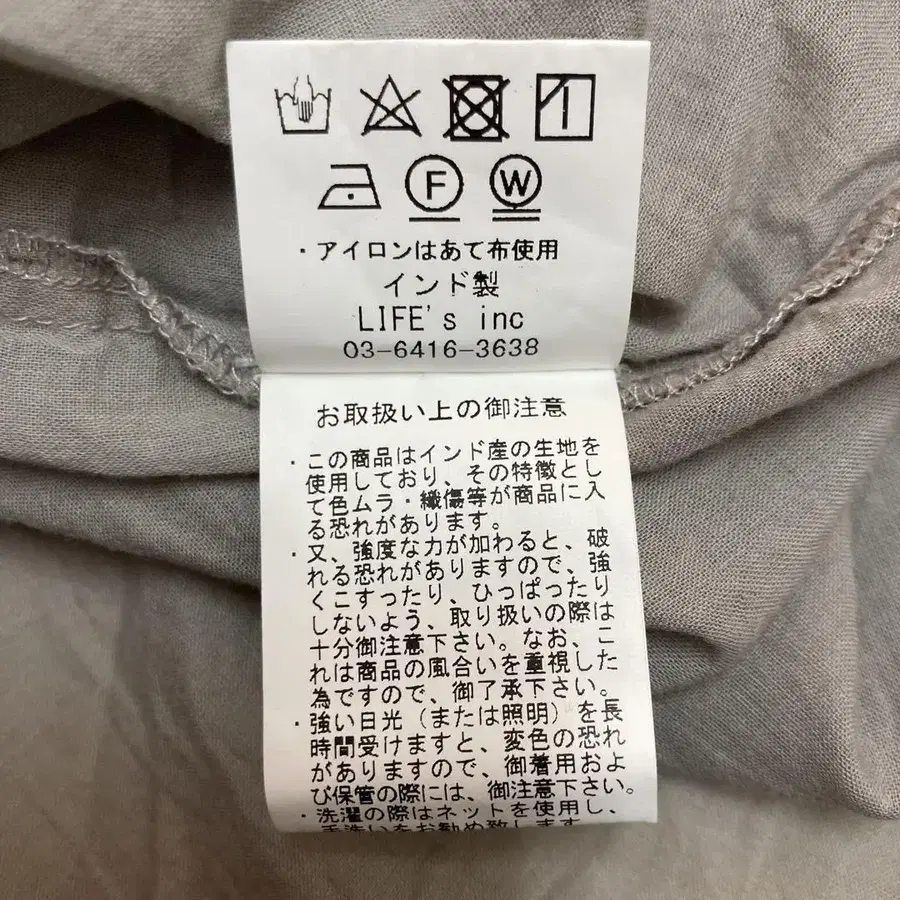 F W
・アイロンはあて布使用
インド製
LIFE's inc
03-6416-3638
お取扱い上の御注意
・この商品はインド産の生地を
使用しており、その特徴とし
て色ムラ・織傷等が商品に入
る恐れがあります。
・又、強度な力が加わると、破
れる恐れがありますので、強
くこすったり、ひっぱったり
しないよう、取り扱いの際は
十分御注意下さい。なお、こ
れは商品の風合いを重視した
為ですので、御了承下さい。
・強い日光（または照明）を長
時間受けますと、変色の恐れ
がありますので、御着用およ
び保管の際には、御注意下さい。
・洗濯の際はネットを使用し、
手洗いをお勧め致します